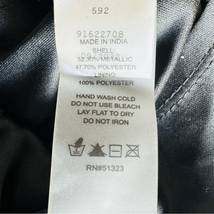 592
91622708
MADE IN INDIA
SHELL:
52.30% METALLIC
47.70% POLYESTER
LINING:
100% POLYESTER
HAND WASH COLD
DO NOT USE BLEACH
LAY FLAT TO DRY
DO NOT IRON
RN#51323